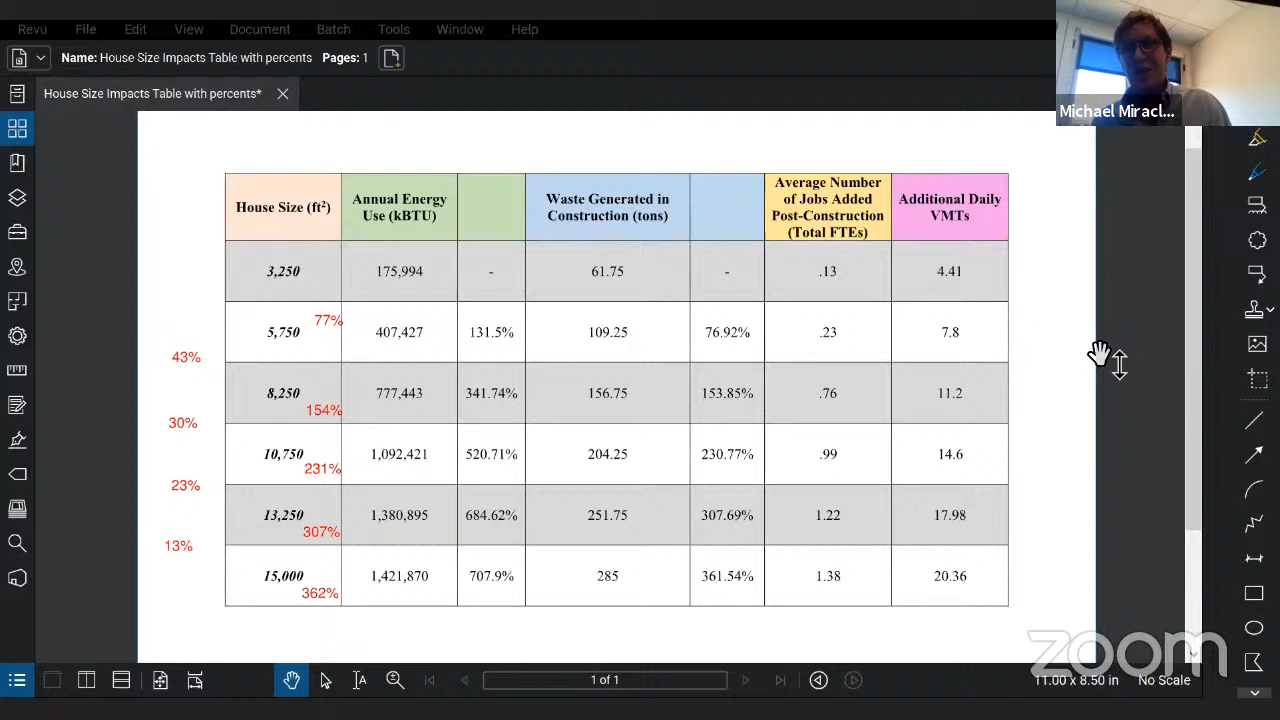 Revu File Edit View Document Batch Tools Window Help
Name: House Size Impacts Table with percents Pages: 1
House Size Impacts Table with percents*
Michael Miracl...
House Size (ft²)
Annual Energy
Use (kBTU)
Waste Generated in
Construction (tons)
Average Number
of Jobs Added
Post-Construction
(Total FTEs)
Additional Daily
VMTs
3,250 175,994 - 61.75 - .13 4.41
77%
5,750 407,427 131.5% 109.25 76.92% .23 7.8
43%
8,250 777,443 341.74% 156.75 153.85% .76 11.2
154%
30%
10,750 1,092,421 520.71% 204.25 230.77% .99 14.6
231%
23%
13,250 1,380,895 684.62% 251.75 307.69% 1.22 17.98
307%
13%
15,000 1,421,870 707.9% 285 361.54% 1.38 20.36
362%
zoom
1 of 1
11.00 x 8.50 in No Scale